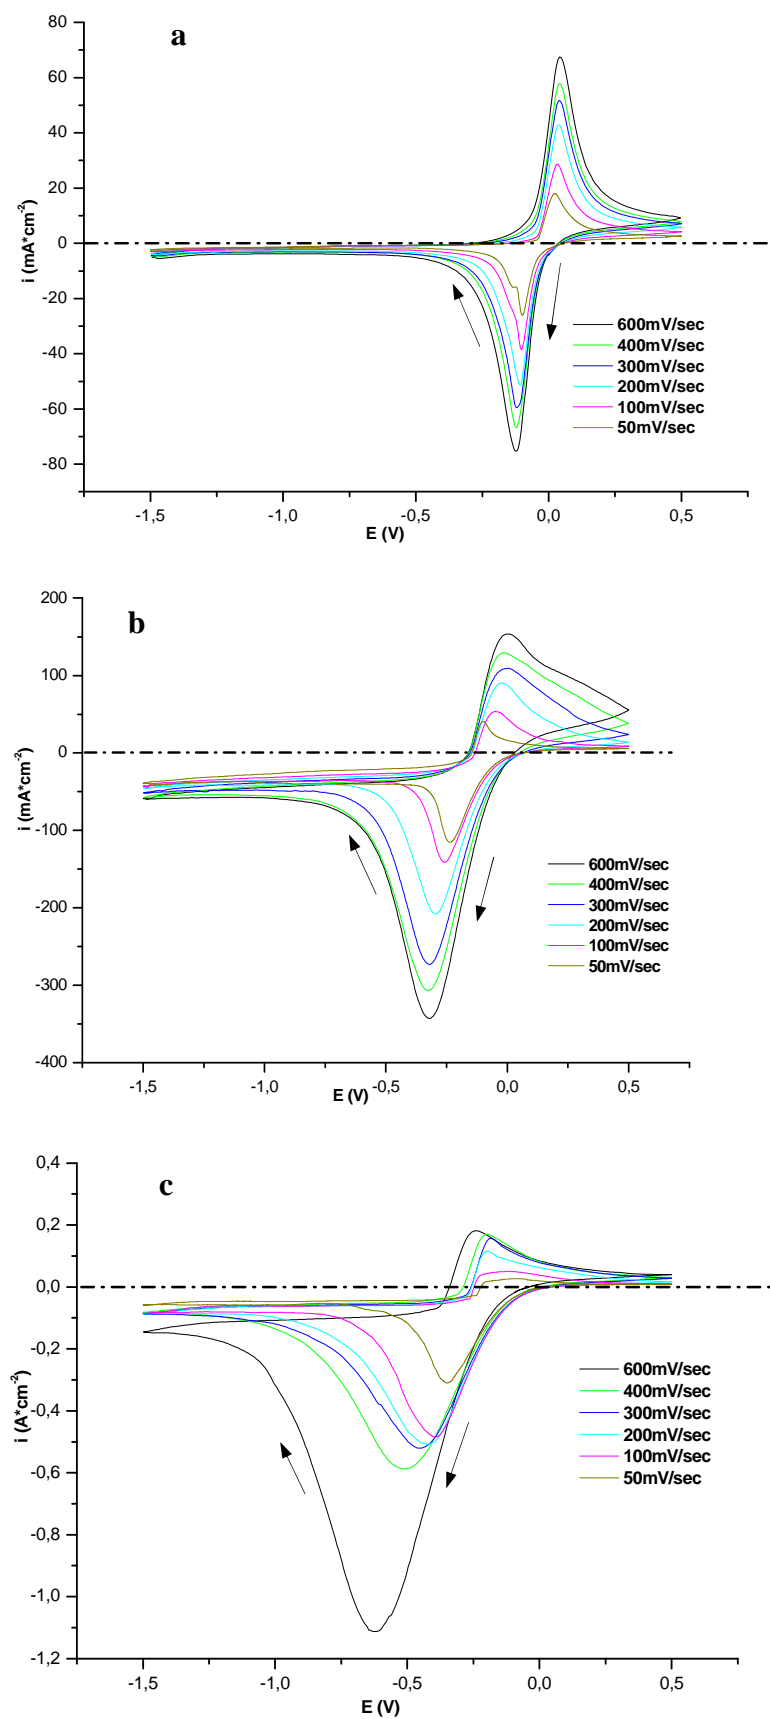 a
80
60
40
20
0
-20
-40
-60
-80
i (mA*cm-2)
600mV/sec
400mV/sec
300mV/sec
200mV/sec
100mV/sec
50mV/sec
-1,5 -1,0 -0,5 0,0 0,5
E (V)
b
200
100
0
-100
-200
-300
-400
i (mA*cm-2)
600mV/sec
400mV/sec
300mV/sec
200mV/sec
100mV/sec
50mV/sec
-1,5 -1,0 -0,5 0,0 0,5
E (V)
c
0,4
0,2
0,0
-0,2
-0,4
-0,6
-0,8
-1,0
-1,2
i (A*cm-2)
600mV/sec
400mV/sec
300mV/sec
200mV/sec
100mV/sec
50mV/sec
-1,5 -1,0 -0,5 0,0 0,5
E (V)